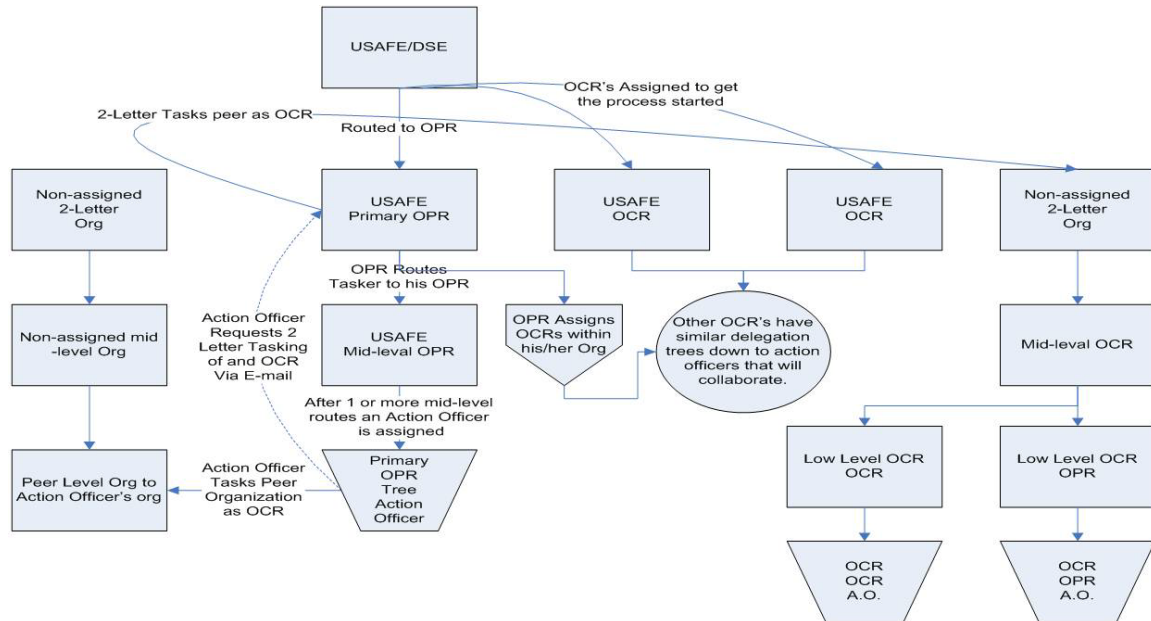 USAFE/DSE
OCR's Assigned to get
the process started
2-Letter Tasks peer as OCR
Routed to OPR
Non-assigned
2-Letter
Org
USAFE
Primary OPR
USAFE
OCR
USAFE
OCR
Non-assigned
2-Letter
Org
OPR Routes
Tasker to his OPR
Action Officer
Requests 2
Letter Tasking
of and OCR
Via E-mail
Non-assigned mid
-level Org
USAFE
Mid-leval OPR
OPR Assigns
OCRs within
his/her Org
Other OCR's have
similar delegation
trees down to action
officers that will
collaborate.
Mid-leval OCR
After 1 or more mid-level
routes an Action Officer
is assigned
Peer Level Org to
Action Officer's org
Action Officer
Tasks Peer
Organization
as OCR
Primary
OPR
Tree
Action
Officer
Low Level OCR
OCR
Low Level OCR
OPR
OCR
OCR
A.O.
OCR
OPR
A.O.